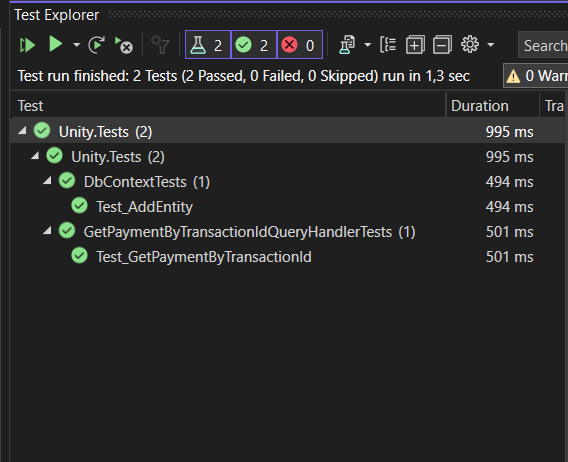 Test Explorer
2 2 0 Search
Test run finished: 2 Tests (2 Passed, 0 Failed, 0 Skipped) run in 1,3 sec 0 Warn
Test Duration Tra
Unity.Tests (2) 995 ms
Unity.Tests (2) 995 ms
DbContextTests (1) 494 ms
Test_AddEntity 494 ms
GetPaymentByTransactionIdQueryHandlerTests (1) 501 ms
Test_GetPaymentByTransactionId 501 ms